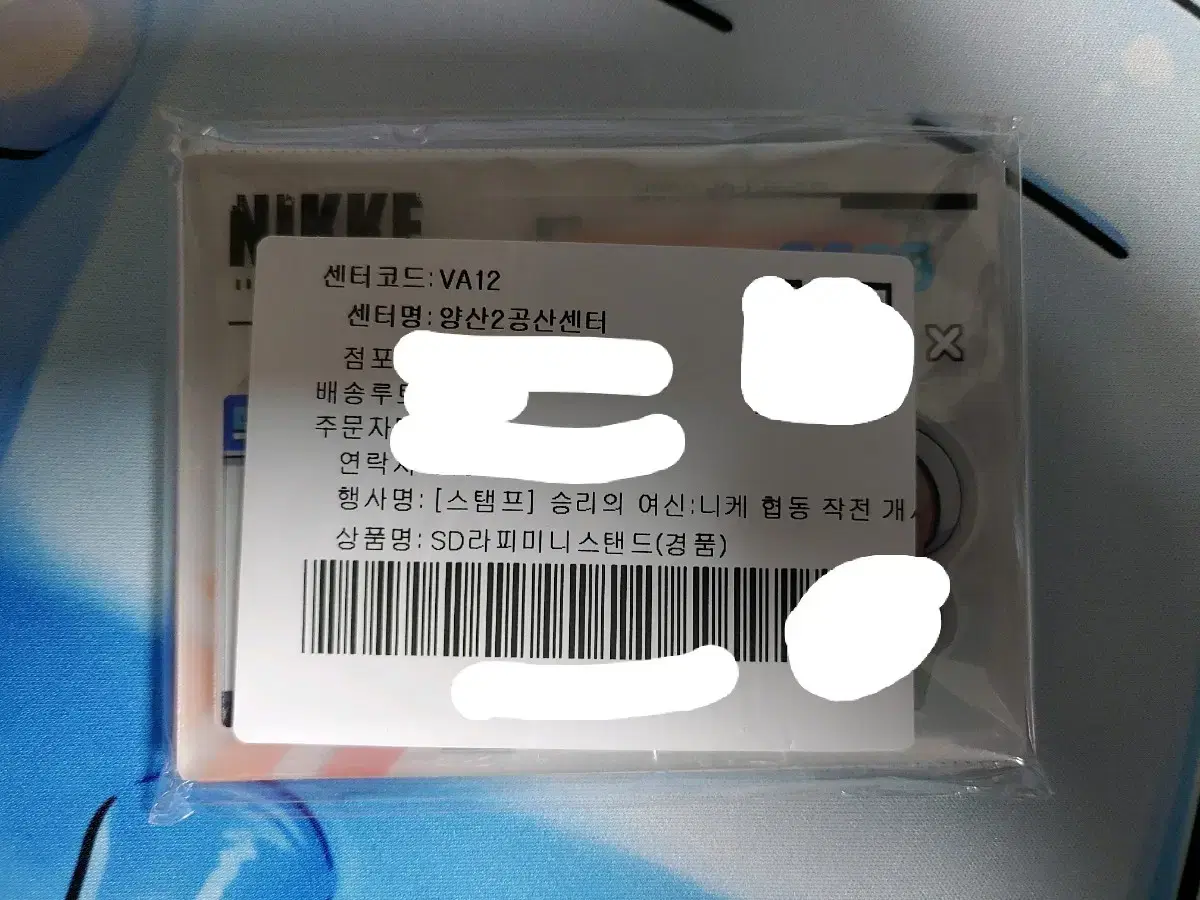 NIKKE
센터코드:VA12
센터명:양산2공산센터
점포
배송루트
주문자
연락처
행사명:[스탬프] 승리의 여신:니케 협동 작전 개시
상품명:SD라피미니스탠드(경품)